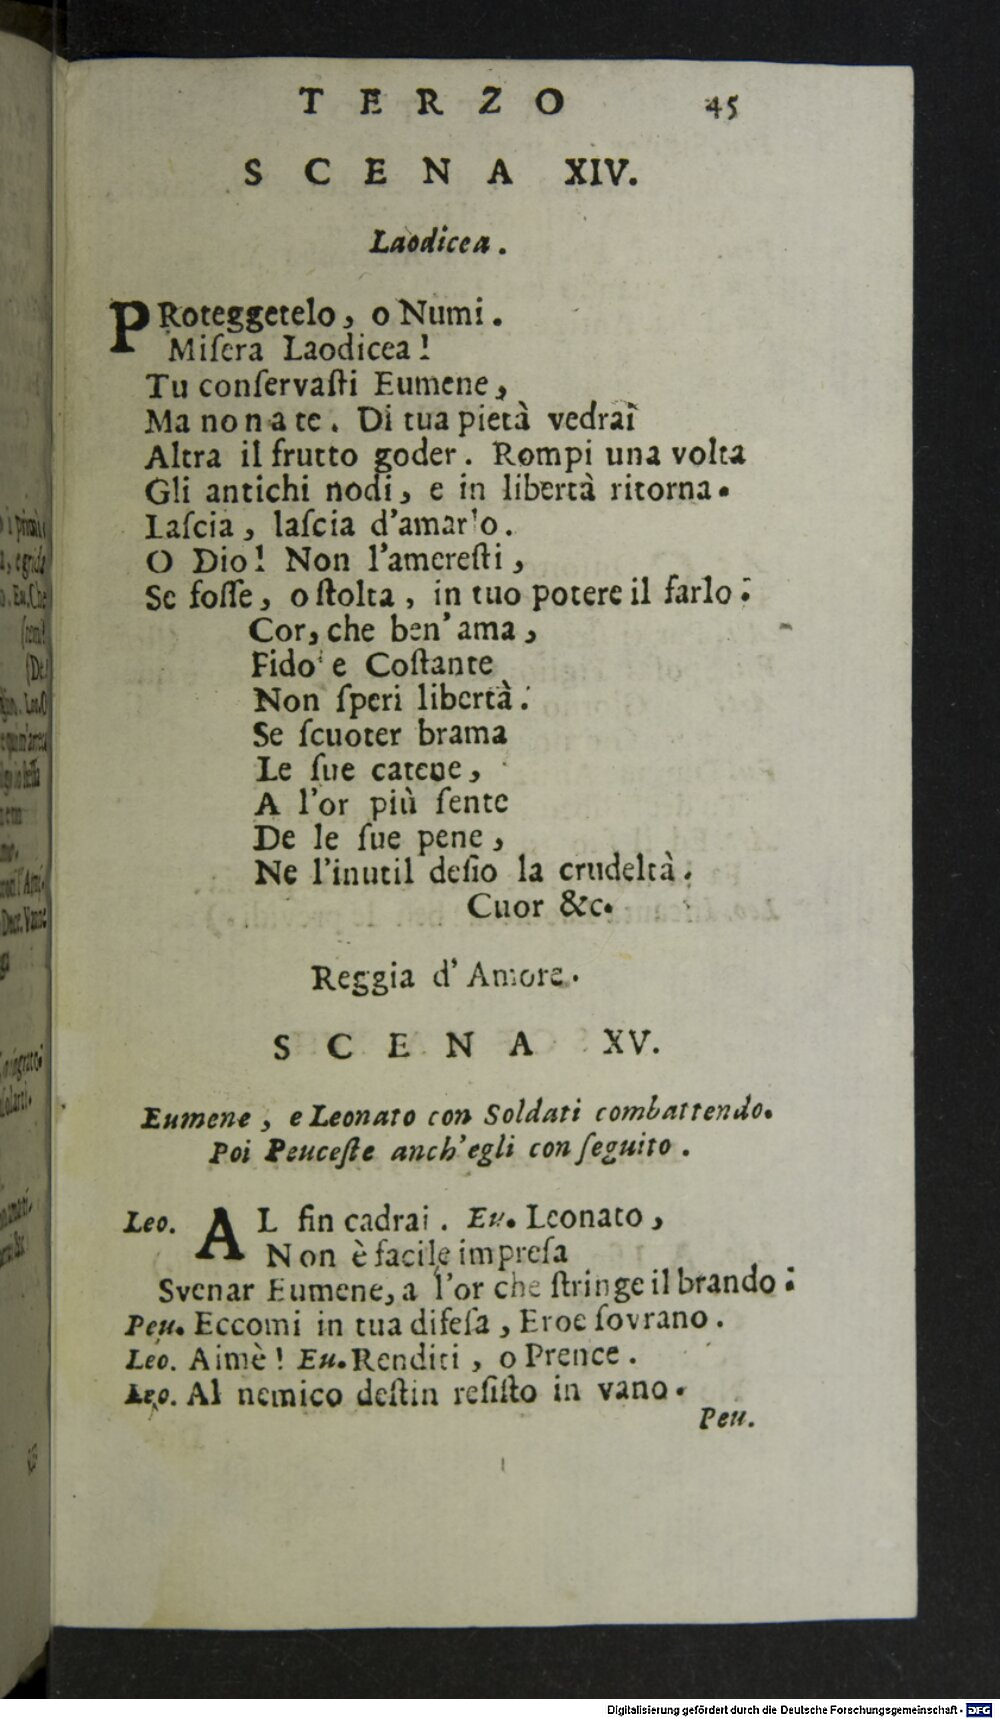 TERZO 45
SCENA XIV.
Laodicea.
PRoteggetelo, o Numi.
Miſera Laodicea!
Tu conſervaſti Eumene,
Ma non a te. Di tua pietà vedrai
Altra il frutto goder. Rompi una volta
Gli antichi nodi, e in libertà ritorna.
Laſcia, laſcia d'amarlo.
O Dio! Non l'ameresti,
Se foſſe, o ſtolta, in tuo potere il farlo.
Cor, che ben' ama,
Fido e Coſtante
Non ſperi libertà.
Se ſcuoter brama
Le ſue catene,
A l'or più ſente
De le ſue pene,
Ne l'inutil deſio la crudeltà.
Cuor &c.
Reggia d' Amore.
SCENA XV.
Eumene, e Leonato con Soldati combattendo.
Poi Peuceſte anch'egli con ſeguito.
Leo. AL fin cadrai. Eu. Leonato,
Non è facile impreſa
Svenar Eumene, a l'or che ſtringe il brando.
Peu. Eccomi in tua difeſa, Eroe ſovrano.
Leo. Aimè! Eu. Renditi, o Prence.
Leo. Al nemico deſtin reſiſto in vano.
Peu.
Digitalisierung gefördert durch die Deutsche Forschungsgemeinschaft - DFG